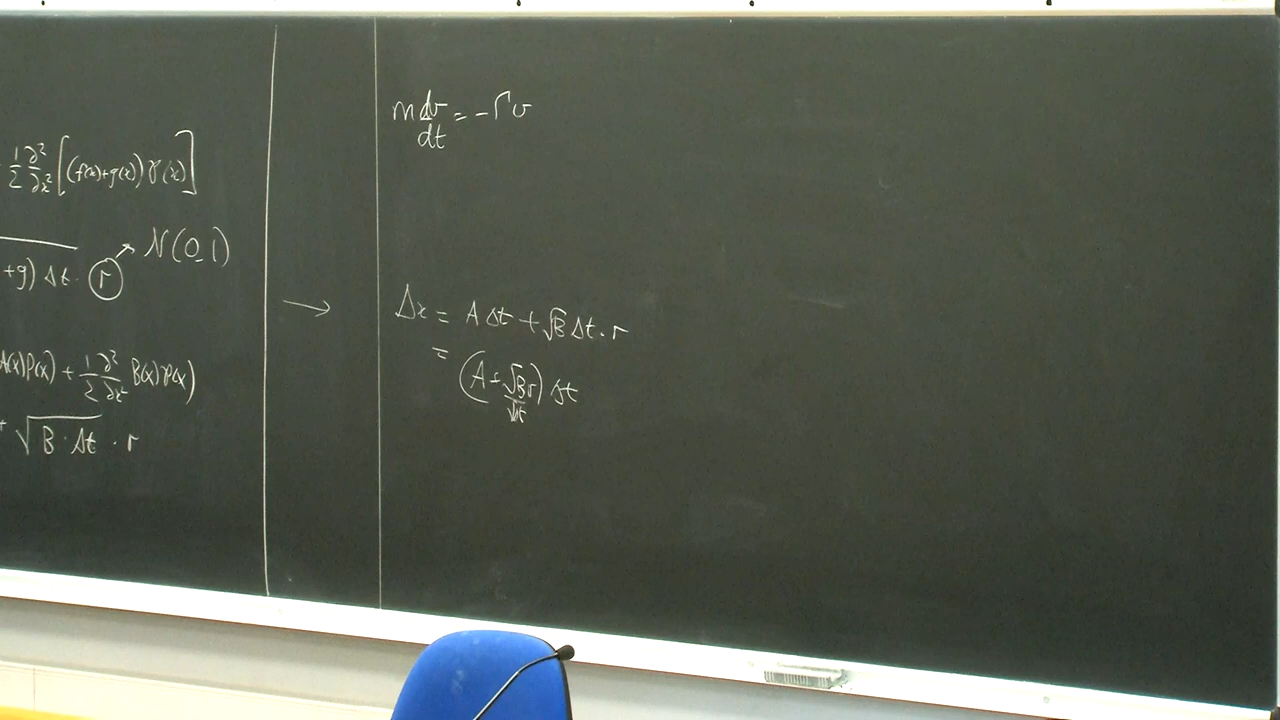 1/2 ∂²/∂x² [(f(x)+g(x)) P(x)]
+g) Δt · r → N(0,1)
A(x)P(x) + 1/2 ∂²/∂x² B(x)P(x))
+ √(B·Δt) · r
→
m dv/dt = -Γv
Δx = A Δt + √B Δt · r
= (A + √B r/√Δt) Δt